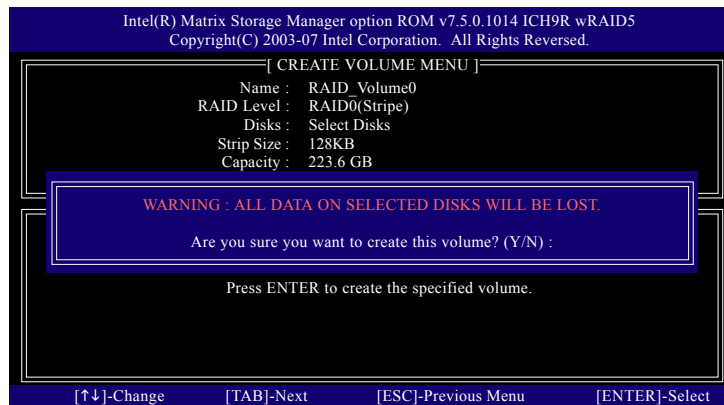 Intel(R) Matrix Storage Manager option ROM v7.5.0.1014 ICH9R wRAID5
Copyright(C) 2003-07 Intel Corporation. All Rights Reversed.
[ CREATE VOLUME MENU ]
Name : RAID_Volume0
RAID Level : RAID0(Stripe)
Disks : Select Disks
Strip Size : 128KB
Capacity : 223.6 GB
WARNING : ALL DATA ON SELECTED DISKS WILL BE LOST.
Are you sure you want to create this volume? (Y/N) :
Press ENTER to create the specified volume.
[↑↓]-Change [TAB]-Next [ESC]-Previous Menu [ENTER]-Select